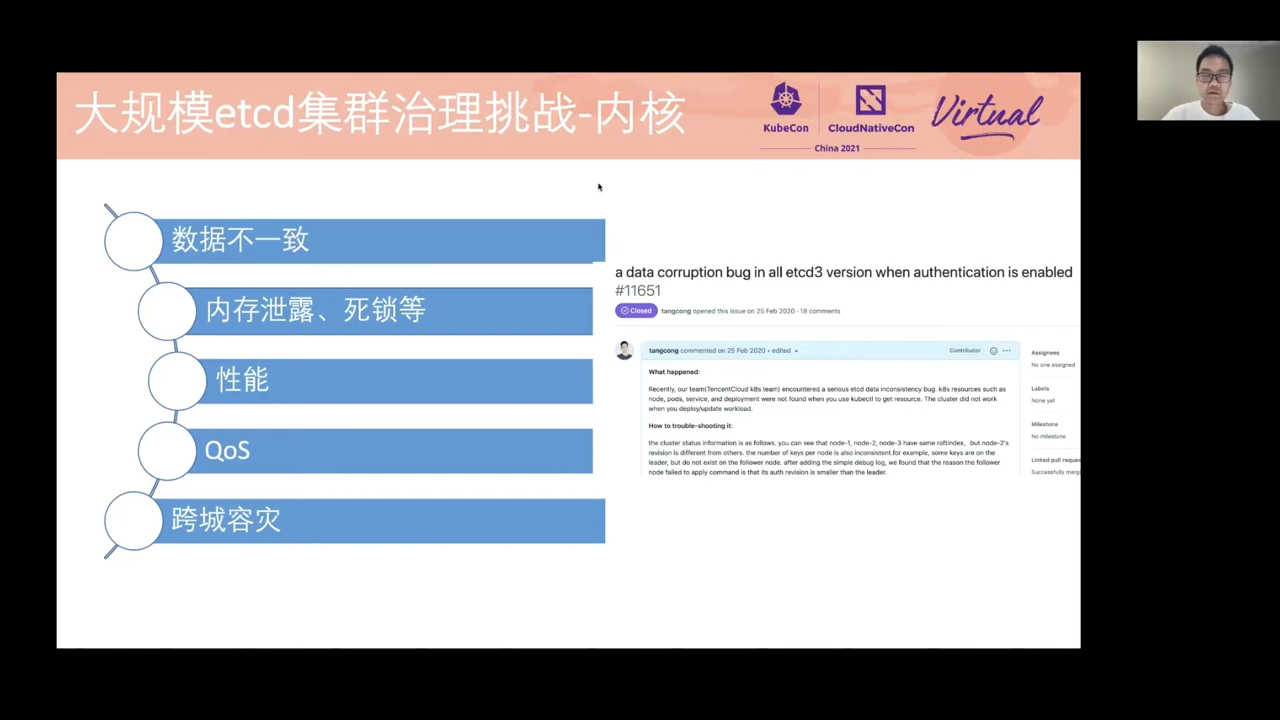 大规模etcd集群治理挑战-内核
KubeCon
CloudNativeCon
Virtual
China 2021
数据不一致
内存泄露、死锁等
性能
QoS
跨城容灾
a data corruption bug in all etcd3 version when authentication is enabled
#11651
Closed tangcong opened this issue on 25 Feb 2020 · 18 comments
tangcong commented on 25 Feb 2020 • edited
Contributor
What happened:
Recently, our team(TencentCloud k8s team) encountered a serious etcd data inconsistency bug. k8s resources such as
node, pods, service, and deployment were not found when you use kubectl to get resource. The cluster did not work
when you deploy/update workload.
How to trouble-shooting it:
the cluster status information is as follows. you can see that node-1, node-2, node-3 have same raftIndex, but node-2's
revision is different from others. the number of keys per node is also inconsistent.for example, some keys are on the
leader, but do not exist on the follower node. after adding the simple debug log, we found that the reason the follower
node failed to apply command is that its auth revision is smaller than the leader.
Assignees
No one assigned
Labels
None yet
Milestone
No milestone
Linked pull reque
Successfully merg